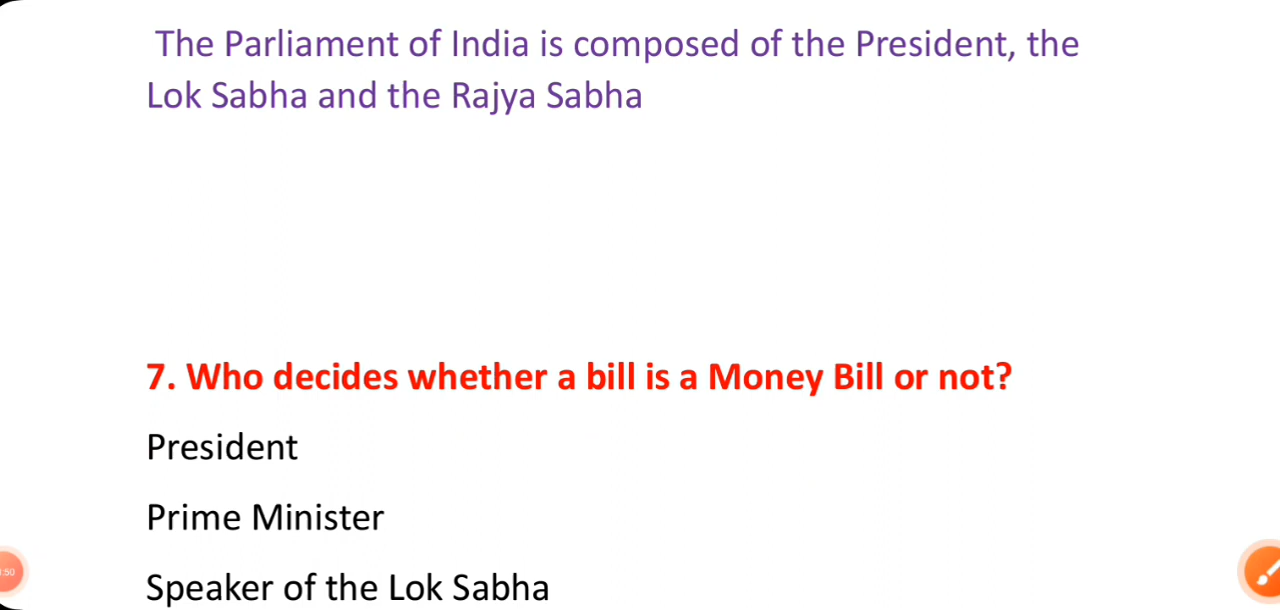 The Parliament of India is composed of the President, the
Lok Sabha and the Rajya Sabha
7. Who decides whether a bill is a Money Bill or not?
President
Prime Minister
Speaker of the Lok Sabha